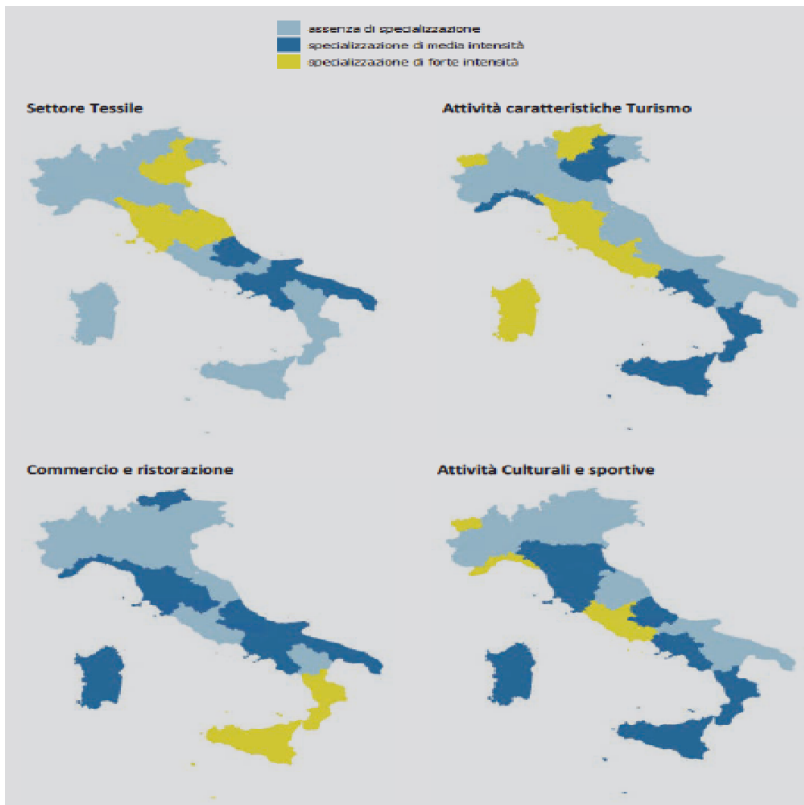 assenza di specializzazione
specializzazione di media intensità
specializzazione di forte intensità
Settore Tessile
Attività caratteristiche Turismo
Commercio e ristorazione
Attività Culturali e sportive